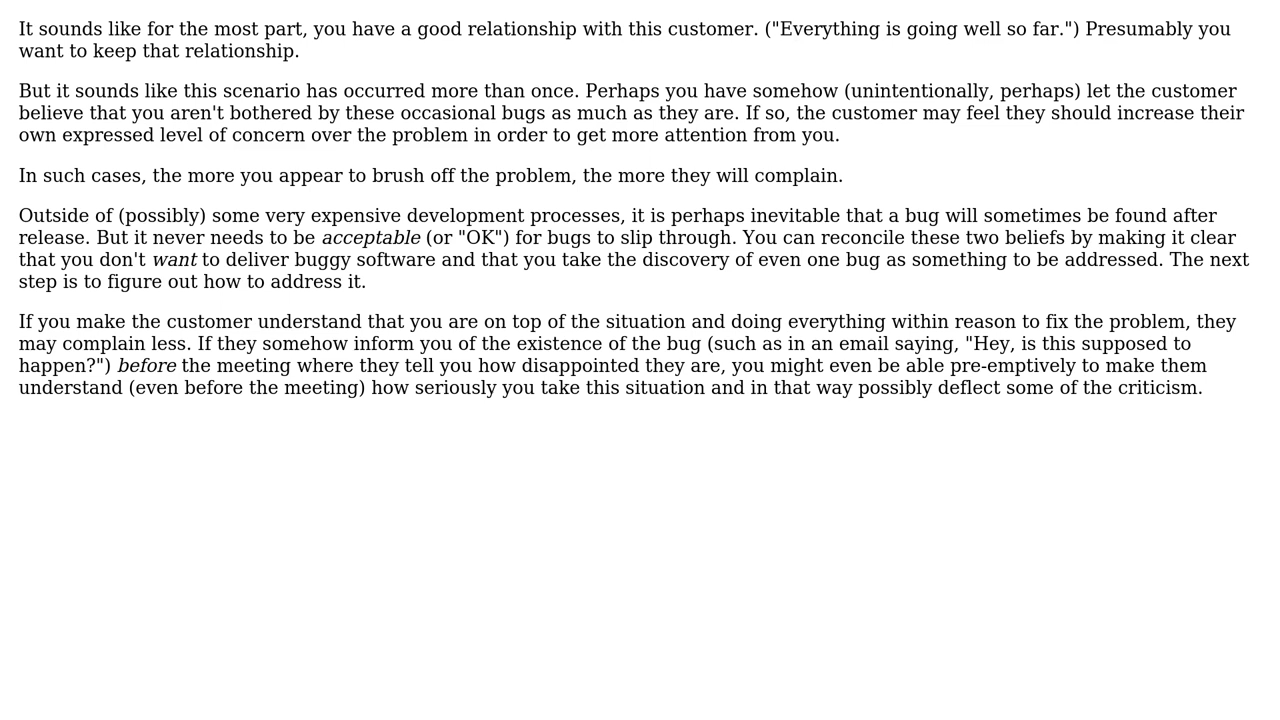 It sounds like for the most part, you have a good relationship with this customer. ("Everything is going well so far.") Presumably you
want to keep that relationship.
But it sounds like this scenario has occurred more than once. Perhaps you have somehow (unintentionally, perhaps) let the customer
believe that you aren't bothered by these occasional bugs as much as they are. If so, the customer may feel they should increase their
own expressed level of concern over the problem in order to get more attention from you.
In such cases, the more you appear to brush off the problem, the more they will complain.
Outside of (possibly) some very expensive development processes, it is perhaps inevitable that a bug will sometimes be found after
release. But it never needs to be acceptable (or "OK") for bugs to slip through. You can reconcile these two beliefs by making it clear
that you don't want to deliver buggy software and that you take the discovery of even one bug as something to be addressed. The next
step is to figure out how to address it.
If you make the customer understand that you are on top of the situation and doing everything within reason to fix the problem, they
may complain less. If they somehow inform you of the existence of the bug (such as in an email saying, "Hey, is this supposed to
happen?") before the meeting where they tell you how disappointed they are, you might even be able pre-emptively to make them
understand (even before the meeting) how seriously you take this situation and in that way possibly deflect some of the criticism.